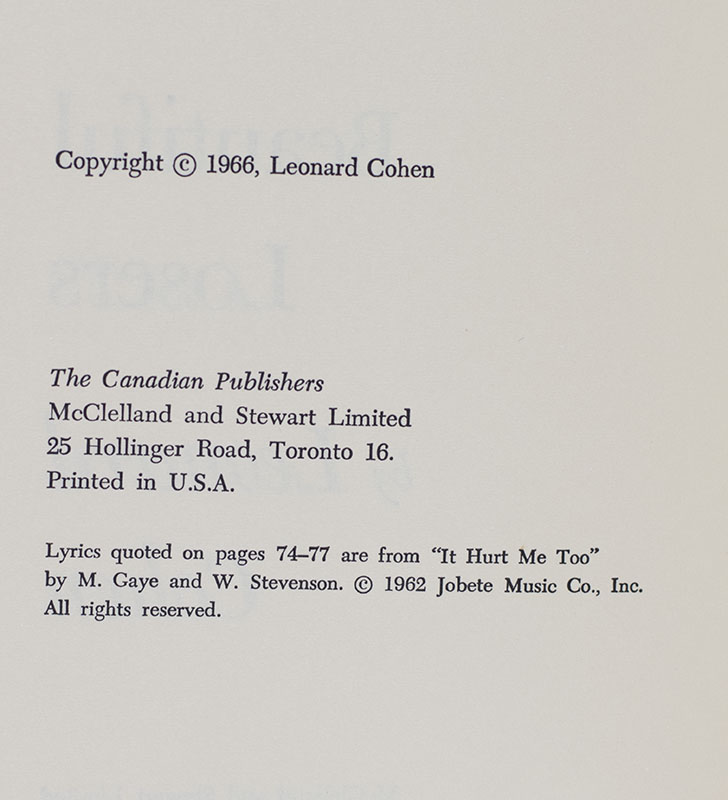 Copyright © 1966, Leonard Cohen
The Canadian Publishers
McClelland and Stewart Limited
25 Hollinger Road, Toronto 16.
Printed in U.S.A.
Lyrics quoted on pages 74–77 are from “It Hurt Me Too”
by M. Gaye and W. Stevenson. © 1962 Jobete Music Co., Inc.
All rights reserved.